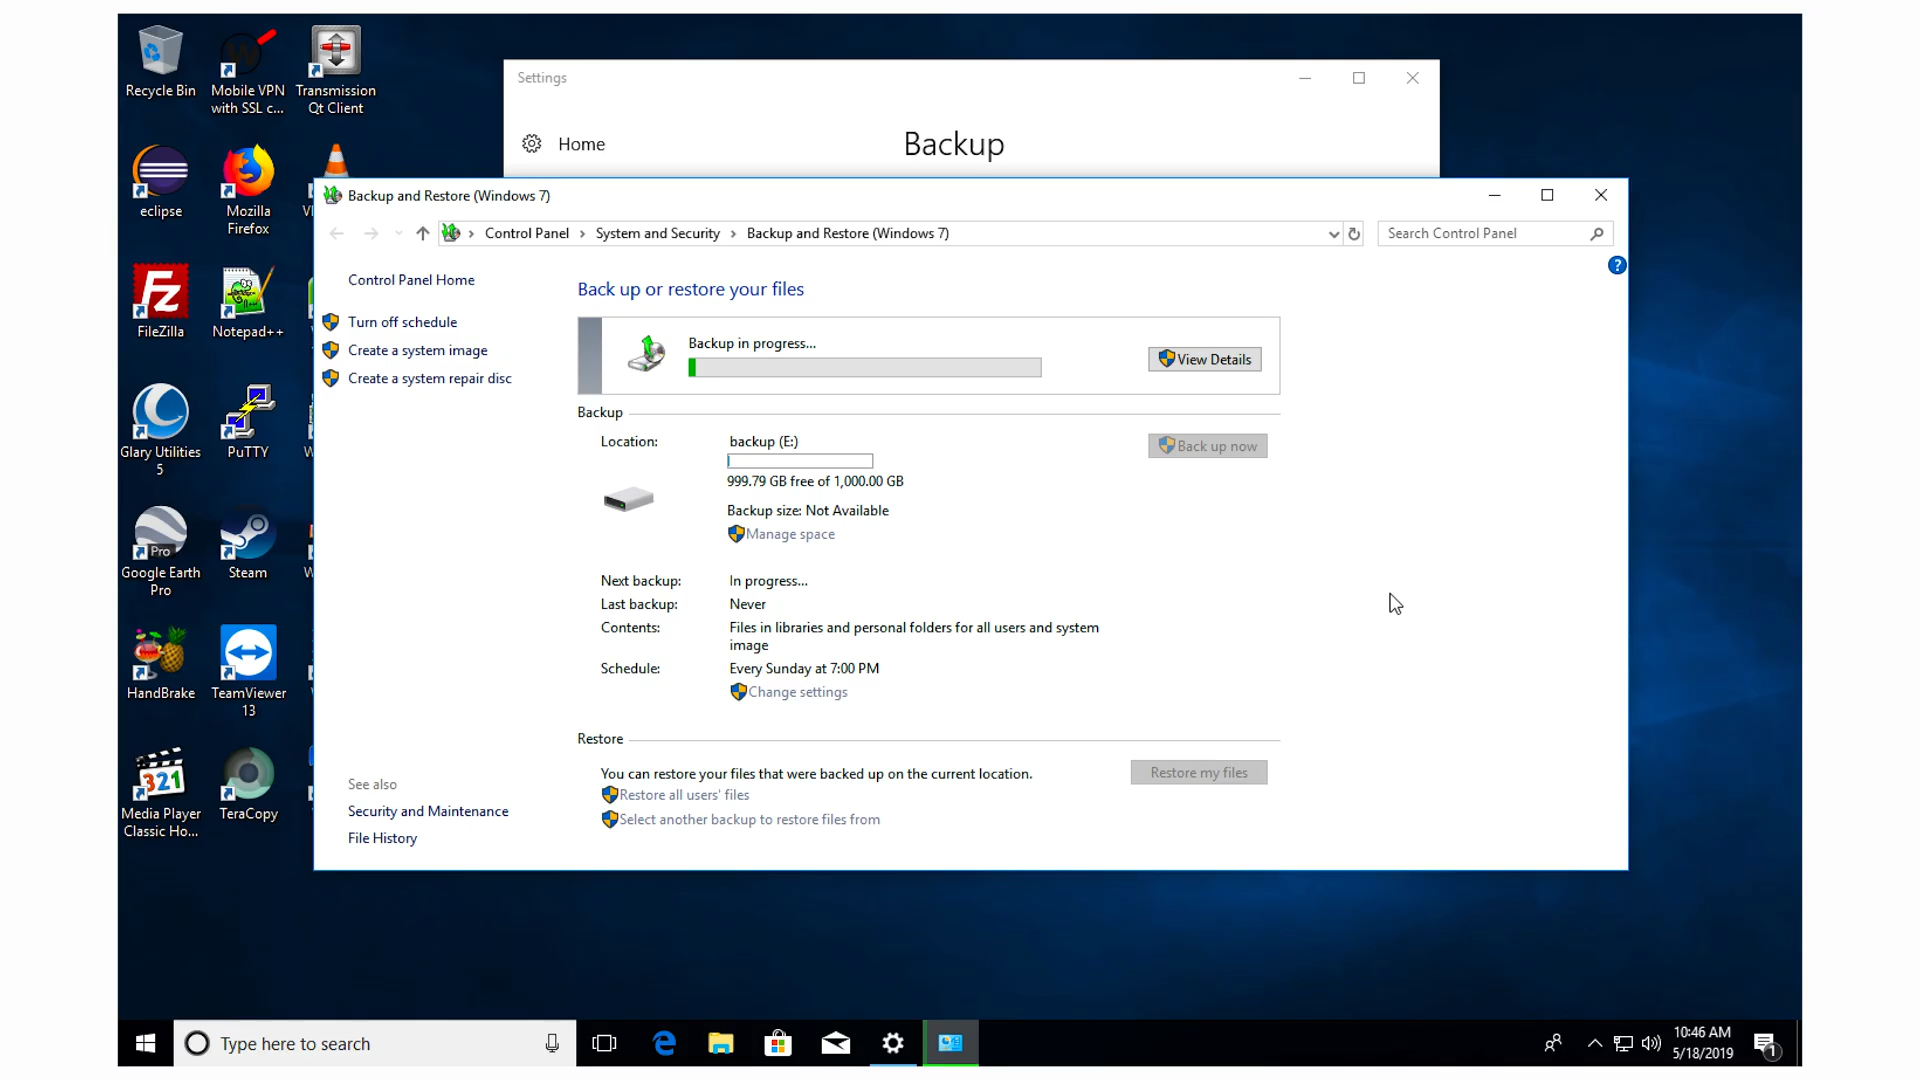 Recycle Bin
Mobile VPN
with SSL c...
Transmission
Qt Client
eclipse
Mozilla
Firefox
FileZilla
Notepad++
Glary Utilities
5
PuTTY
Pro
Google Earth
Pro
Steam
HandBrake
TeamViewer
13
321
Media Player
Classic Ho...
TeraCopy
Settings
Home
Backup
Backup and Restore (Windows 7)
Control Panel
System and Security
Backup and Restore (Windows 7)
Search Control Panel
Control Panel Home
Turn off schedule
Create a system image
Create a system repair disc
Back up or restore your files
Backup in progress...
View Details
Backup
Location:
backup (E:)
Back up now
999.79 GB free of 1,000.00 GB
Backup size: Not Available
Manage space
Next backup:
In progress...
Last backup:
Never
Contents:
Files in libraries and personal folders for all users and system
image
Schedule:
Every Sunday at 7:00 PM
Change settings
Restore
You can restore your files that were backed up on the current location.
Restore my files
Restore all users' files
Select another backup to restore files from
See also
Security and Maintenance
File History
Type here to search
10:46 AM
5/18/2019
1